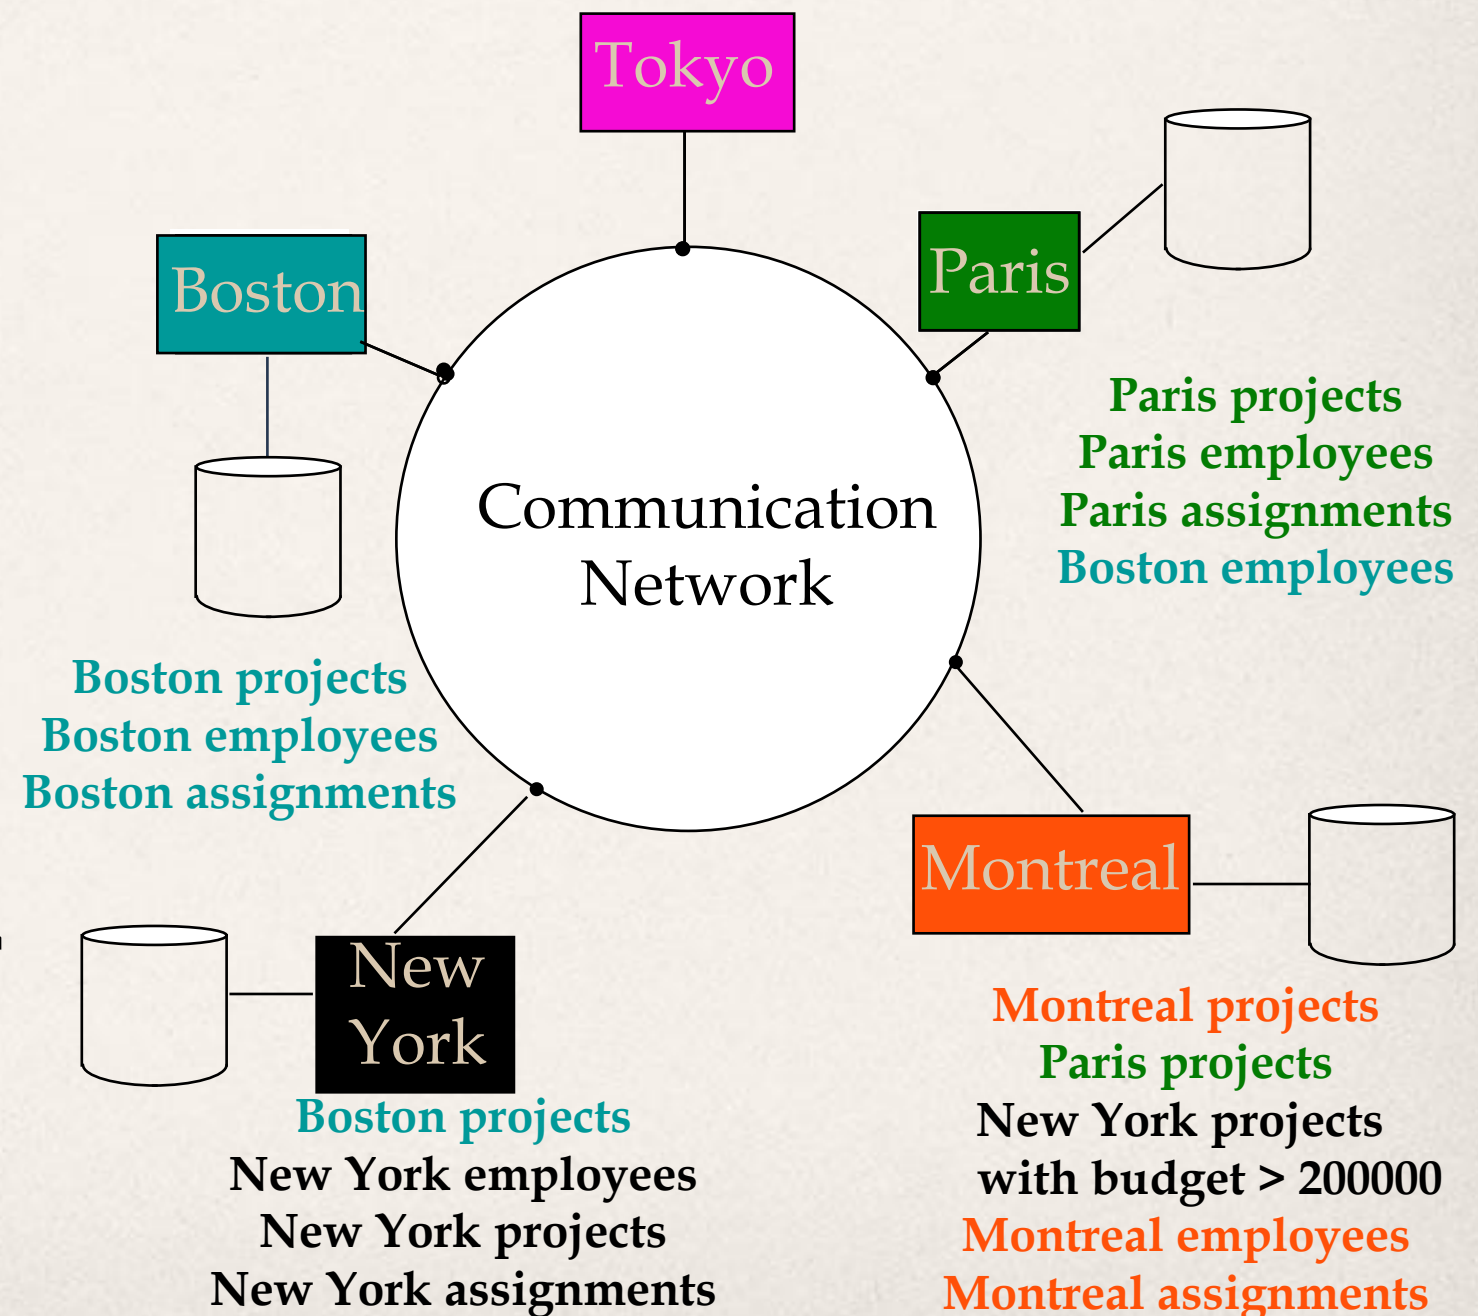 Tokyo
Boston
Paris
Communication
Network
Paris projects
Paris employees
Paris assignments
Boston employees
Boston projects
Boston employees
Boston assignments
Montreal
New
York
Montreal projects
Paris projects
New York projects
with budget > 200000
Montreal employees
Montreal assignments
Boston projects
New York employees
New York projects
New York assignments